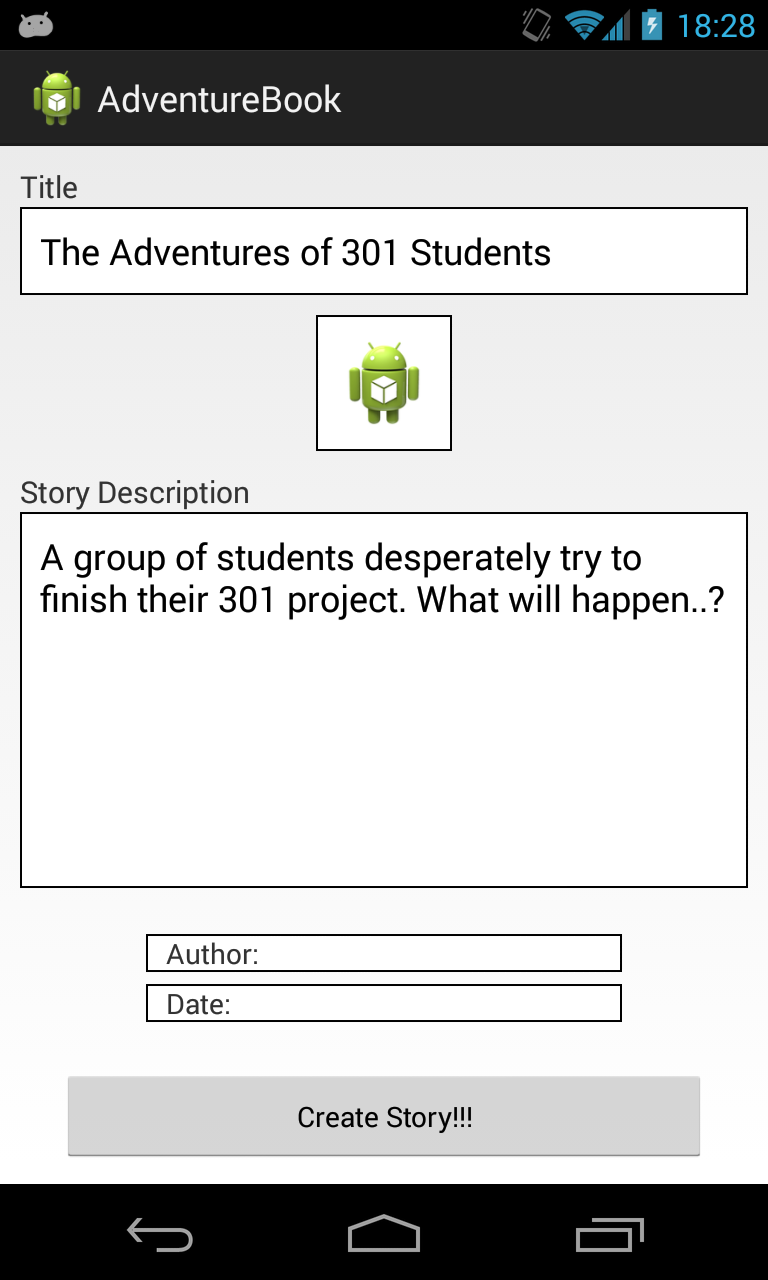 18:28
AdventureBook
Title
The Adventures of 301 Students
Story Description
A group of students desperately try to
finish their 301 project. What will happen..?
Author:
Date:
Create Story!!!